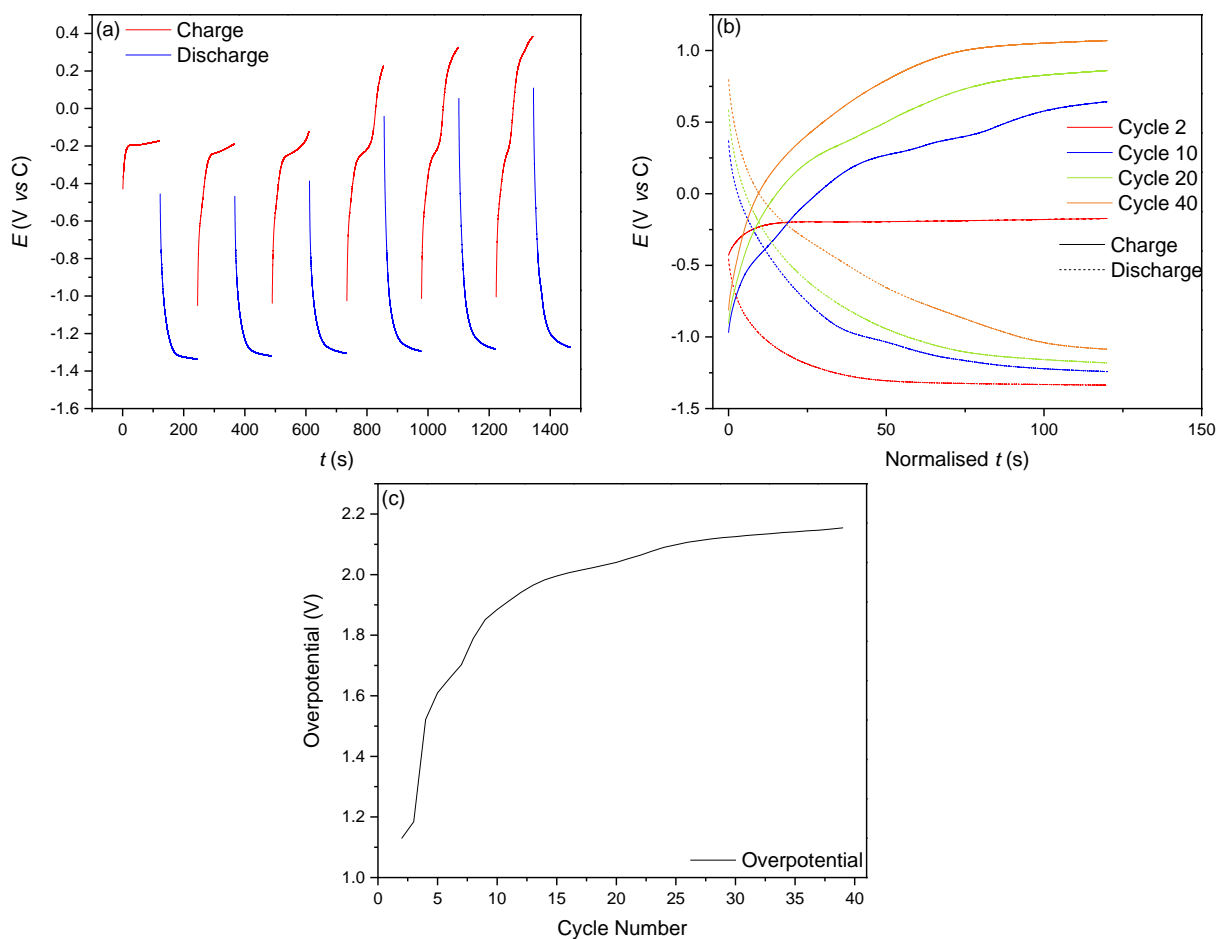 (a)
Charge
Discharge
0.4
0.2
0.0
-0.2
-0.4
-0.6
-0.8
-1.0
-1.2
-1.4
-1.6
E (V vs C)
0 200 400 600 800 1000 1200 1400
t (s)
(b)
1.0
0.5
0.0
-0.5
-1.0
-1.5
E (V vs C)
Cycle 2
Cycle 10
Cycle 20
Cycle 40
Charge
Discharge
0 50 100 150
Normalised t (s)
(c)
2.2
2.0
1.8
1.6
1.4
1.2
1.0
Overpotential (V)
Overpotential
0 5 10 15 20 25 30 35 40
Cycle Number